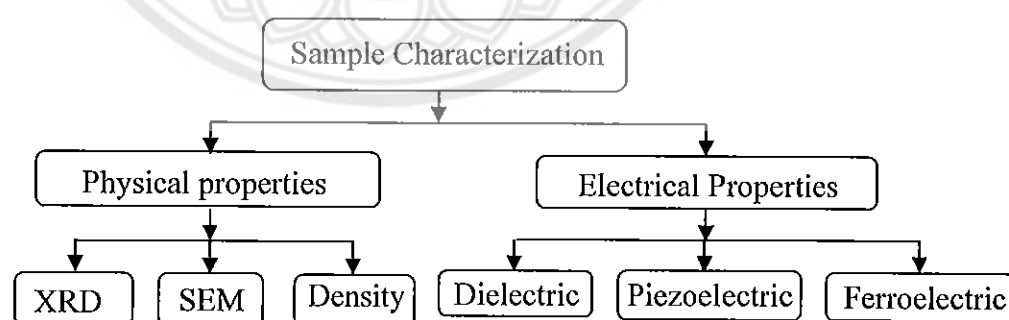 Sample Characterization
Physical properties
Electrical Properties
XRD
SEM
Density
Dielectric
Piezoelectric
Ferroelectric